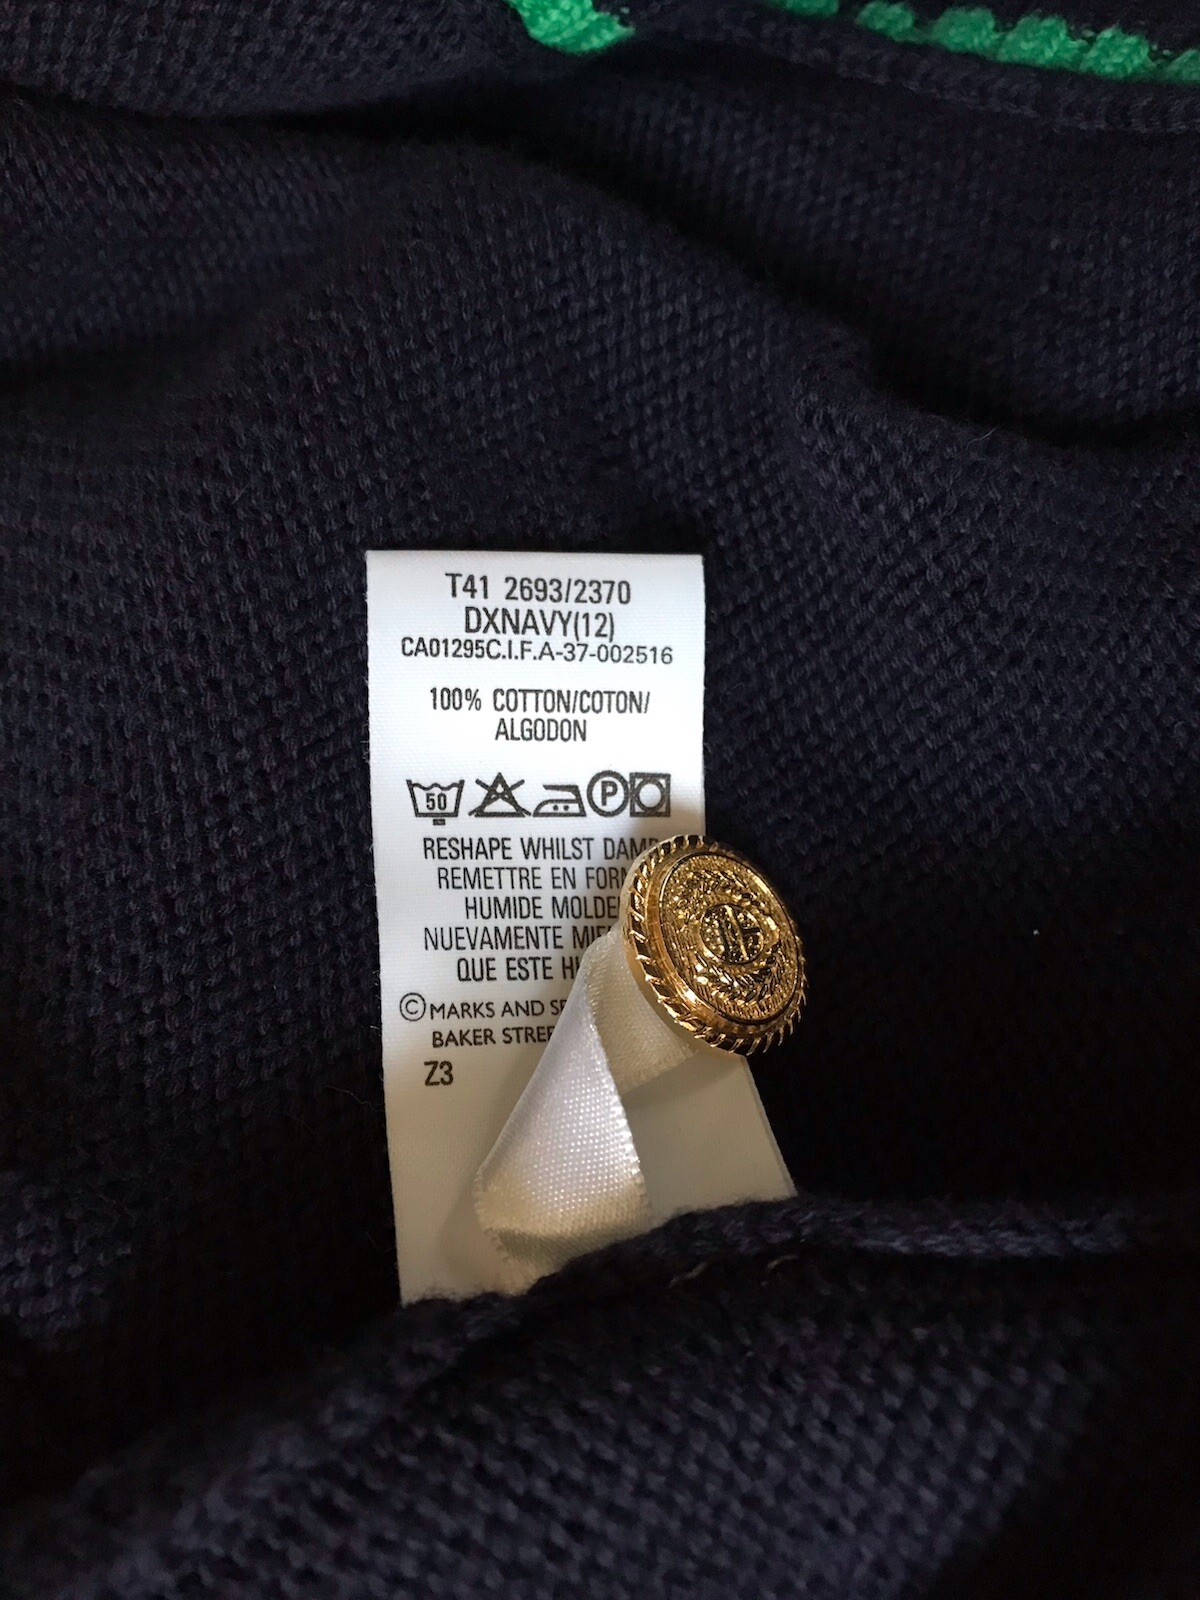 T41 2693/2370
DXNAVY(12)
CA01295C.I.F.A-37-002516
100% COTTON/COTON/
ALGODON
50 P
RESHAPE WHILST DAMP
REMETTRE EN
HUMIDE
NUEVAMENTE
QUE ESTE
© MARKS AND
BAKER
Z3